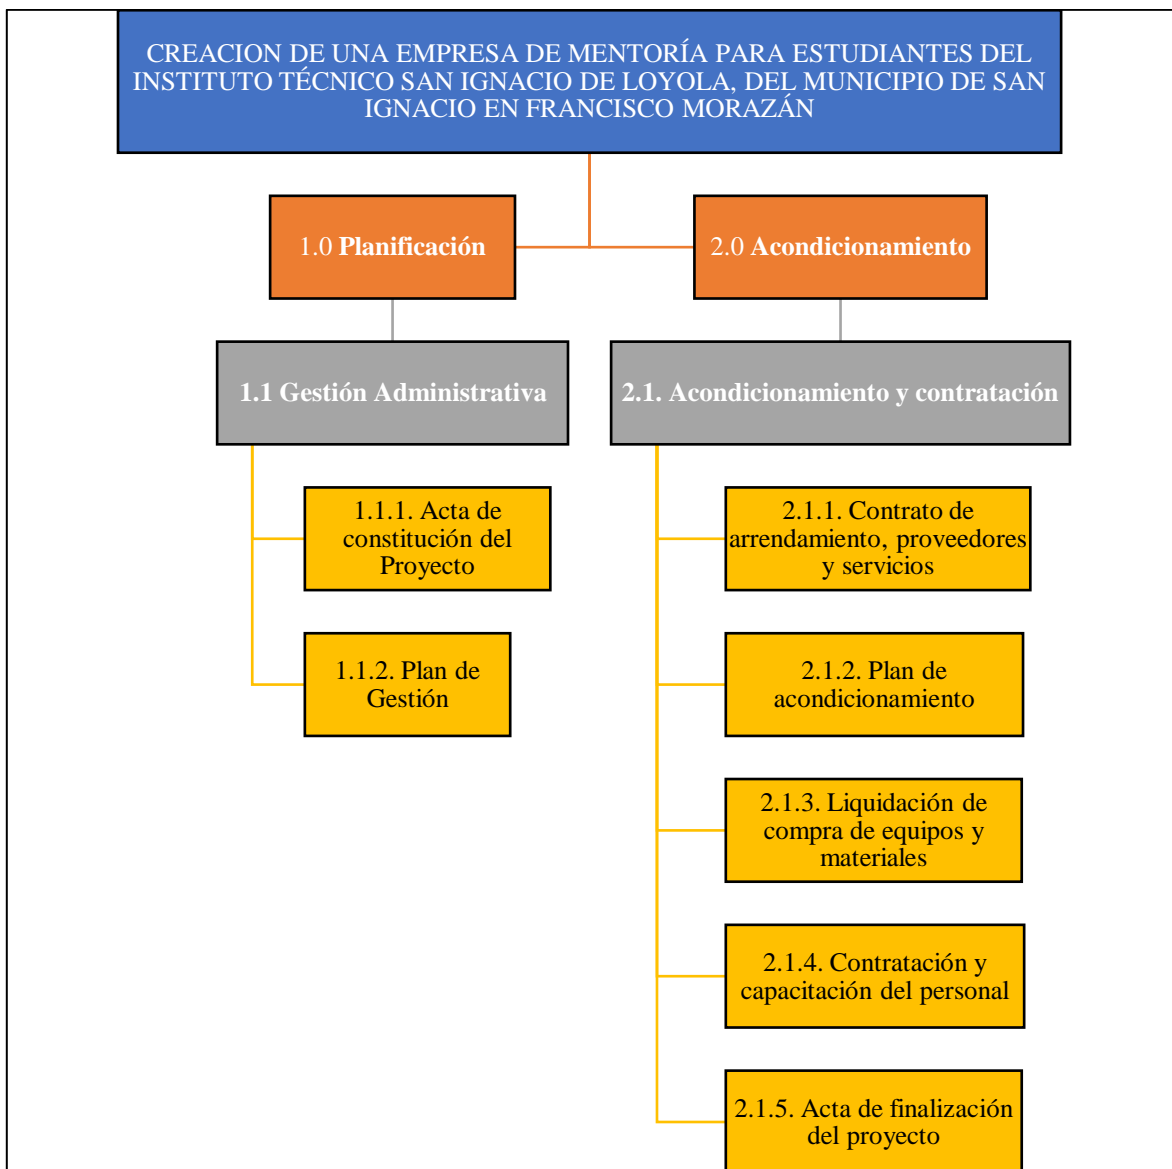 CREACION DE UNA EMPRESA DE MENTORÍA PARA ESTUDIANTES DEL
INSTITUTO TÉCNICO SAN IGNACIO DE LOYOLA, DEL MUNICIPIO DE SAN
IGNACIO EN FRANCISCO MORAZÁN
1.0 Planificación
2.0 Acondicionamiento
1.1 Gestión Administrativa
2.1. Acondicionamiento y contratación
1.1.1. Acta de
constitución del
Proyecto
1.1.2. Plan de
Gestión
2.1.1. Contrato de
arrendamiento, proveedores
y servicios
2.1.2. Plan de
acondicionamiento
2.1.3. Liquidación de
compra de equipos y
materiales
2.1.4. Contratación y
capacitación del personal
2.1.5. Acta de finalización
del proyecto